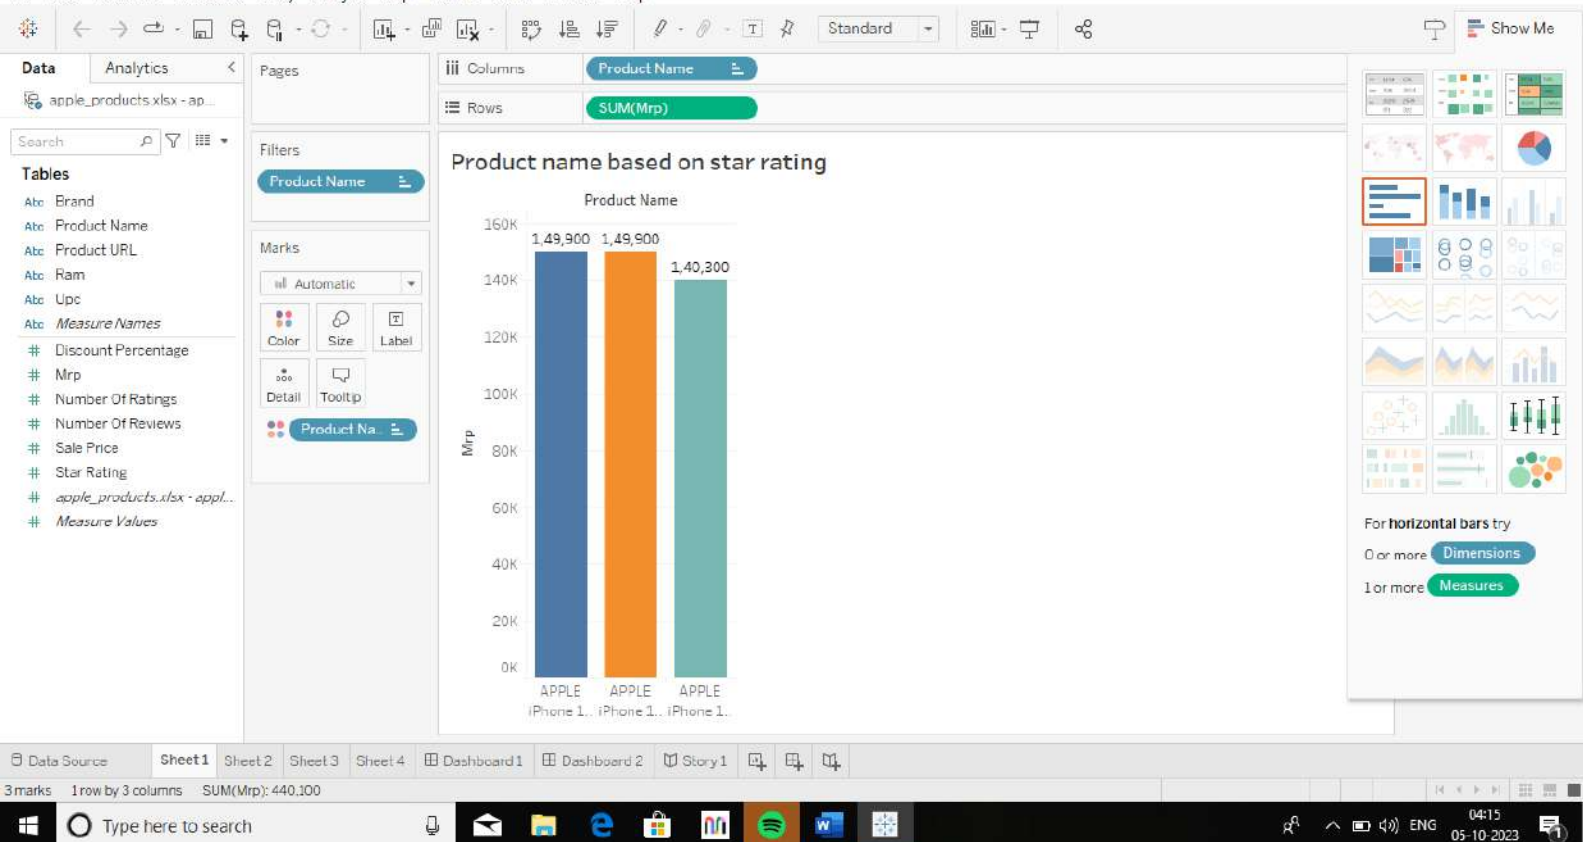 Standard
Show Me
Data
Analytics
Pages
Columns
Product Name
apple_products.xlsx - ap...
Rows
SUM(Mrp)
Search
Filters
Product Name
Product name based on star rating
Tables
Abc Brand
Abc Product Name
Abc Product URL
Abc Ram
Abc Upc
Abc Measure Names
# Discount Percentage
# Mrp
# Number Of Ratings
# Number Of Reviews
# Sale Price
# Star Rating
# apple_products.xlsx - appl...
# Measure Values
Marks
Automatic
Color
Size
Label
Detail
Tooltip
Product Na..
Product Name
160K
140K
120K
100K
80K
60K
40K
20K
0K
Mrp
1,49,900
1,49,900
1,40,300
APPLE iPhone 1..
APPLE iPhone 1..
APPLE iPhone 1..
For horizontal bars try
0 or more Dimensions
1 or more Measures
Data Source
Sheet 1
Sheet 2
Sheet 3
Sheet 4
Dashboard 1
Dashboard 2
Story 1
3 marks
1 row by 3 columns
SUM(Mrp): 440,100
Type here to search
ENG
04:15
05-10-2023
1